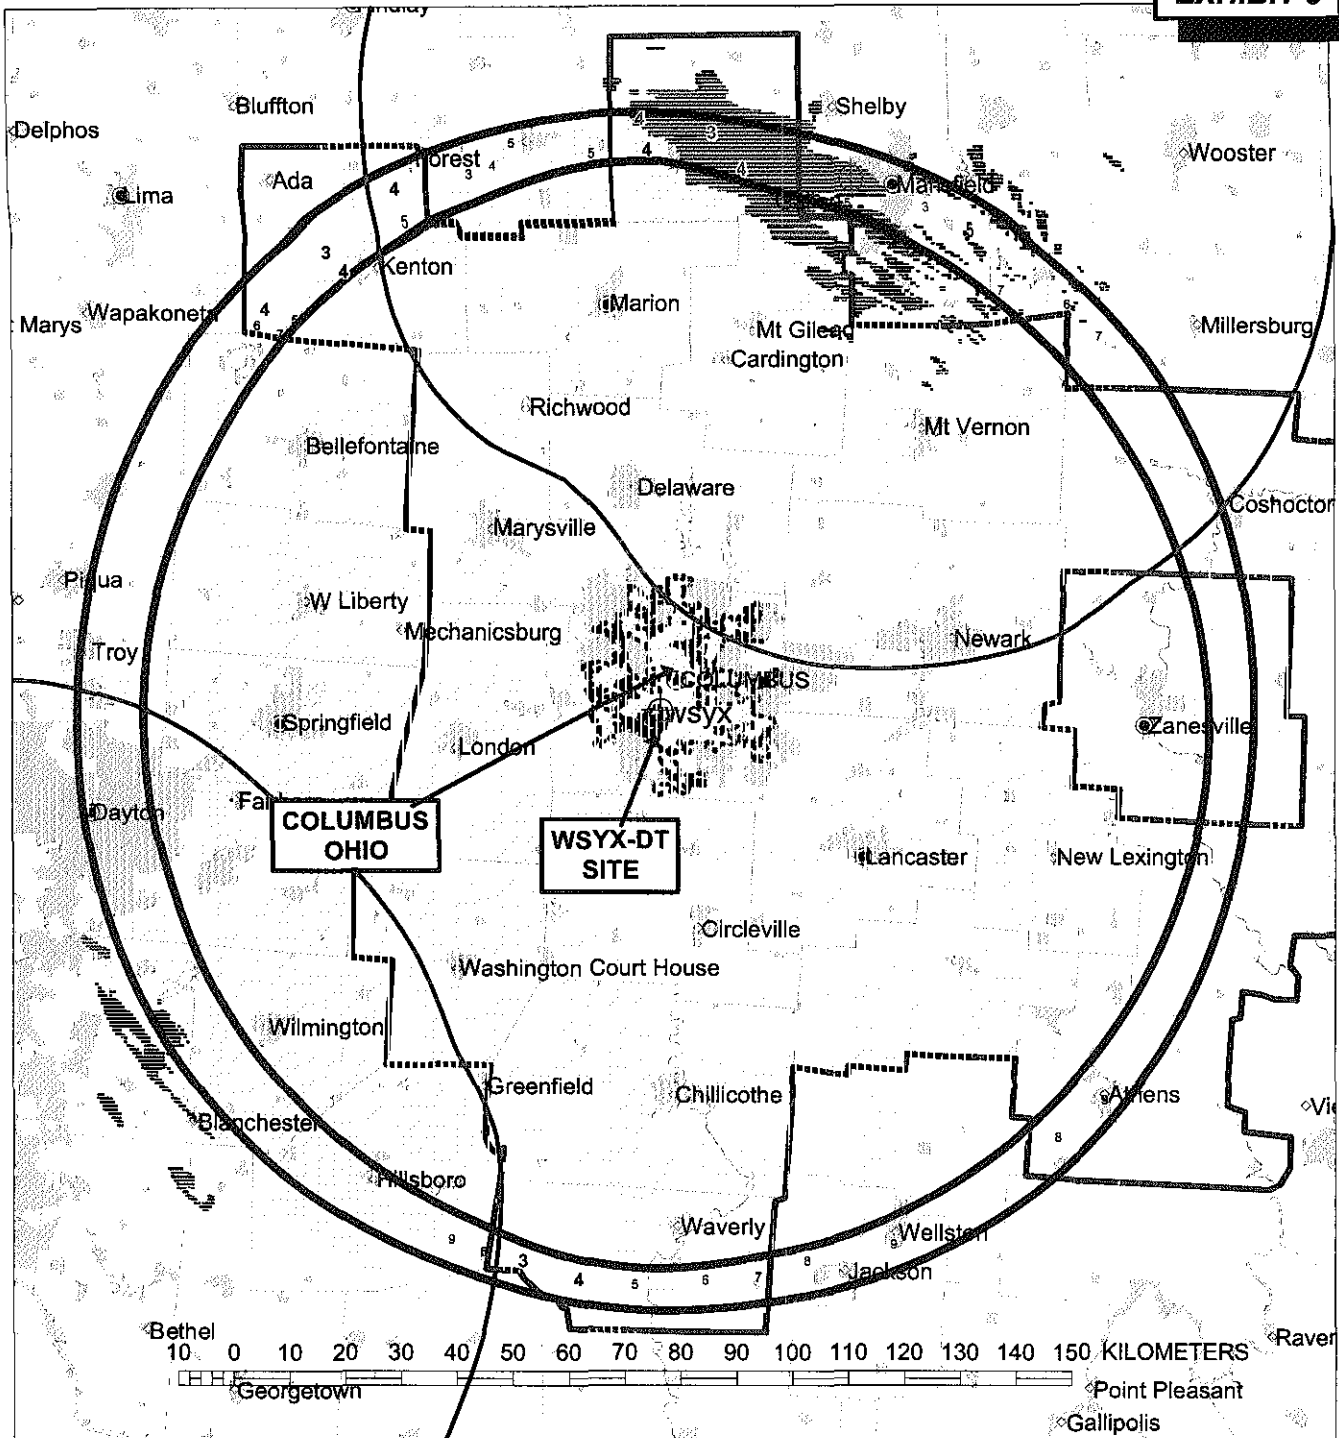 Bluffton
Shelby
Delphos
Wooster
Ada
Lima
Mansfield
Kenton
Marion
Wapakoneta
Marys
Mt Gilead
Cardington
Millersburg
Richwood
Bellefontaine
Mt Vernon
Delaware
Marysville
Piqua
W Liberty
Mechanicsburg
Newark
Troy
COLUMBUS
WSYX
Springfield
London
Zanesville
Dayton
COLUMBUS
OHIO
WSYX-DT
SITE
Lancaster
New Lexington
Circleville
Washington Court House
Wilmington
Greenfield
Chillicothe
Athens
Blanchester
Hillsboro
Waverly
Jackson
Bethel
10 0 10 20 30 40 50 60 70 80 90 100 110 120 130 140 150 KILOMETERS
Georgetown
Point Pleasant
Gallipolis